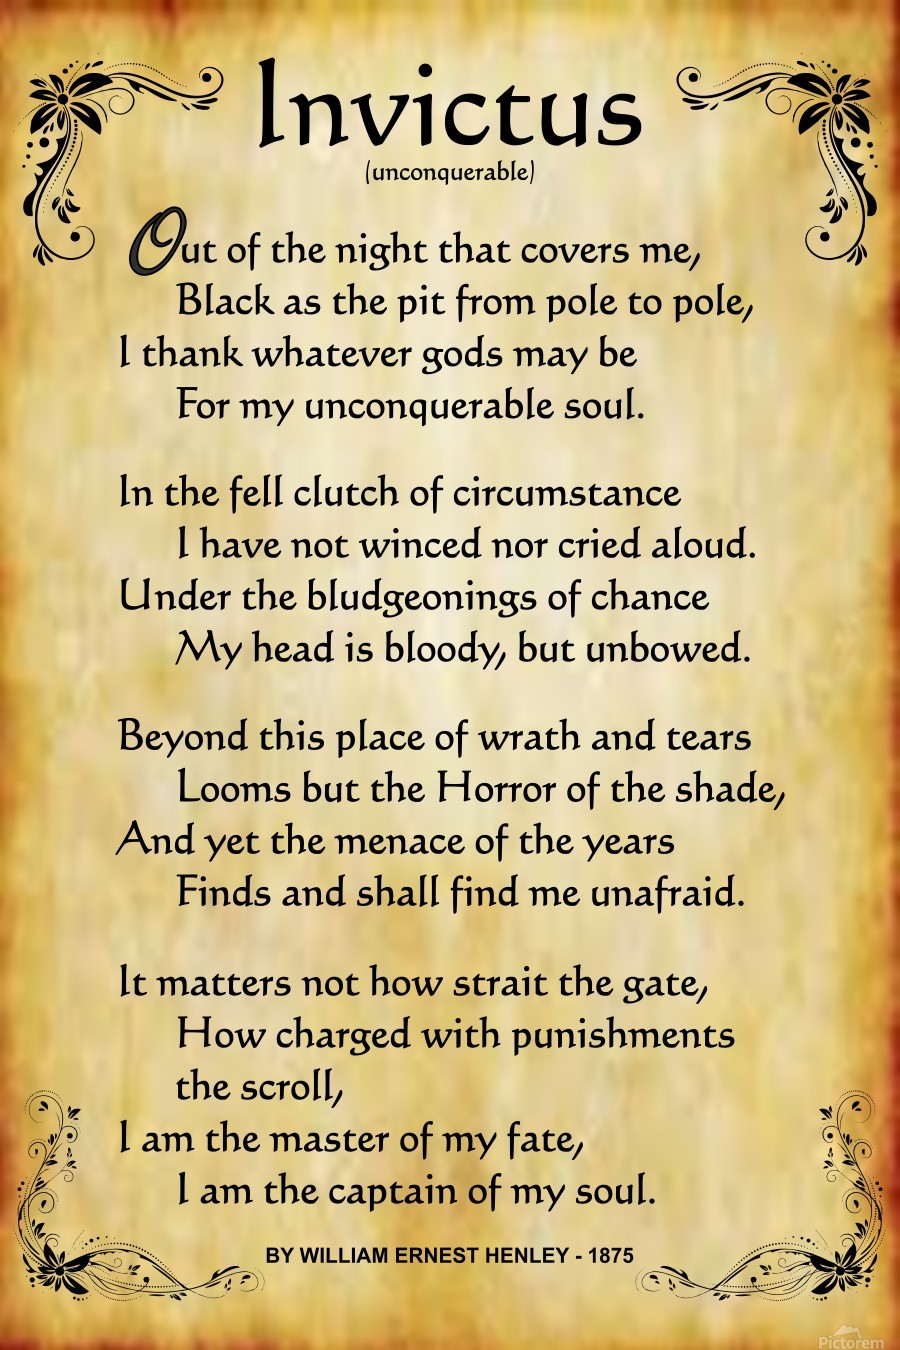 Invictus
(unconquerable)
Out of the night that covers me,
Black as the pit from pole to pole,
I thank whatever gods may be
For my unconquerable soul.
In the fell clutch of circumstance
I have not winced nor cried aloud.
Under the bludgeonings of chance
My head is bloody, but unbowed.
Beyond this place of wrath and tears
Looms but the Horror of the shade,
And yet the menace of the years
Finds and shall find me unafraid.
It matters not how strait the gate,
How charged with punishments
the scroll,
I am the master of my fate,
I am the captain of my soul.
BY WILLIAM ERNEST HENLEY - 1875
Pictorem